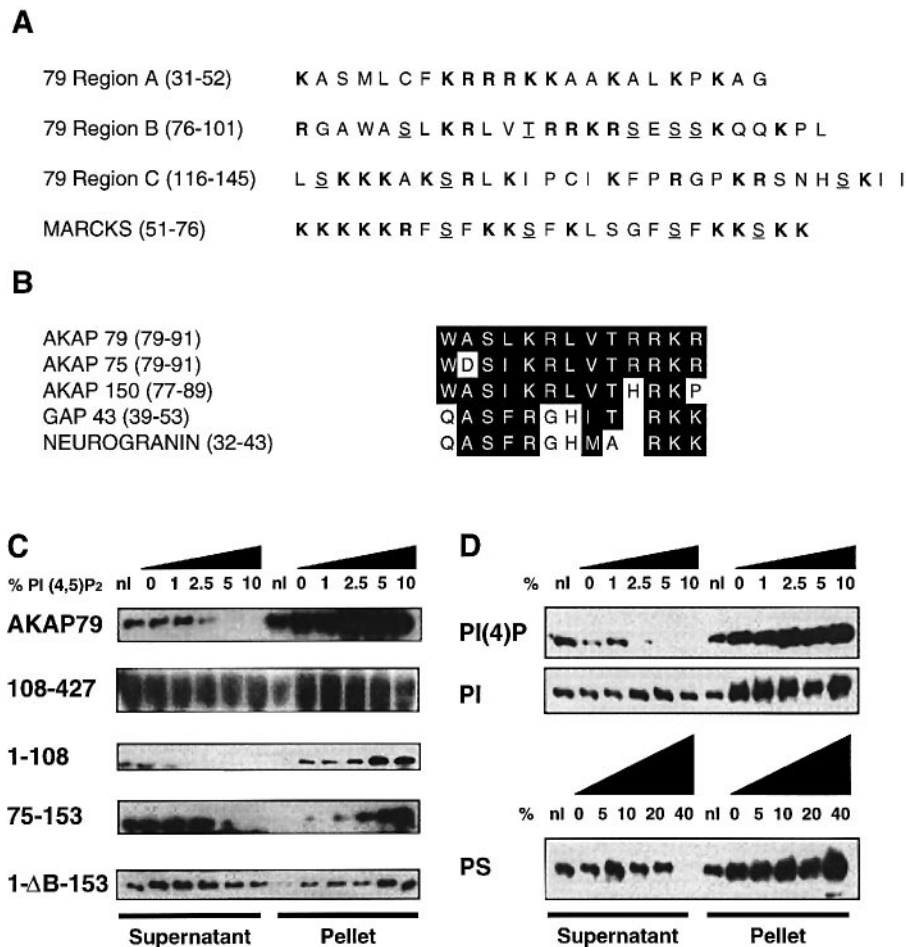 A
79 Region A (31-52) K A S M L C F K R R R K K A A K A L K P K A G
79 Region B (76-101) R G A W A S L K R L V T R R K R S E S S K Q Q K P L
79 Region C (116-145) L S K K K A K S R L K I P C I K F P R G P K R S N H S K I I
MARCKS (51-76) K K K K K R F S F K K S F K L S G F S F K K S K K
B
AKAP 79 (79-91) W A S L K R L V T R R K R
AKAP 75 (79-91) W D S I K R L V T R R K R
AKAP 150 (77-89) W A S I K R L V T H R K P
GAP 43 (39-53) Q A S F R G H I T R K K
NEUROGRANIN (32-43) Q A S F R G H M A R K K
C
% PI (4,5)P2 nl 0 1 2.5 5 10 nl 0 1 2.5 5 10
AKAP79
108-427
1-108
75-153
1-ΔB-153
Supernatant Pellet
D
% nl 0 1 2.5 5 10 nl 0 1 2.5 5 10
PI(4)P
PI
% nl 0 5 10 20 40 nl 0 5 10 20 40
PS
Supernatant Pellet